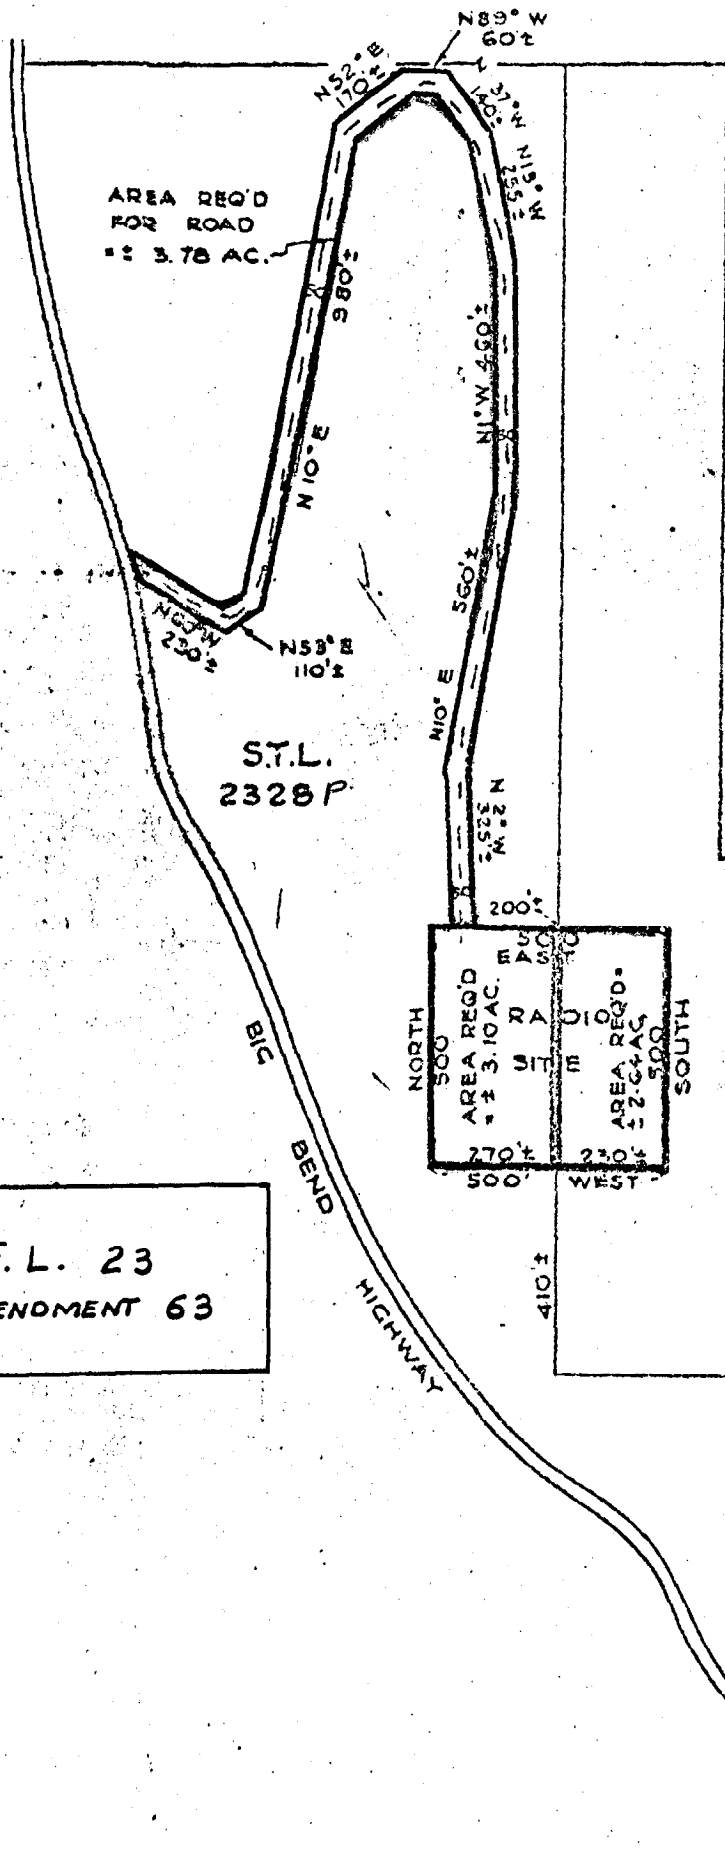 N89° W
60'±
N52° E
170'±
37° W
140'±
N15° W
255'±
AREA REQ'D
FOR ROAD
= ± 3.78 AC.
980'±
N10° E
N1° W 460'±
50
560'±
N10° E
N 2° W
325'±
N60° W
230'±
N53° E
110'±
S.T.L.
2328 P
200'±
500
EAST
NORTH
500
AREA REQ'D
= ± 3.10 AC.
RADIO
SITE
AREA REQ'D=
± 2.64 AC.
500
SOUTH
270'±
230'±
500'
WEST
410'±
BIG
BEND
HIGHWAY
T.L. 23
ENDMENT 63